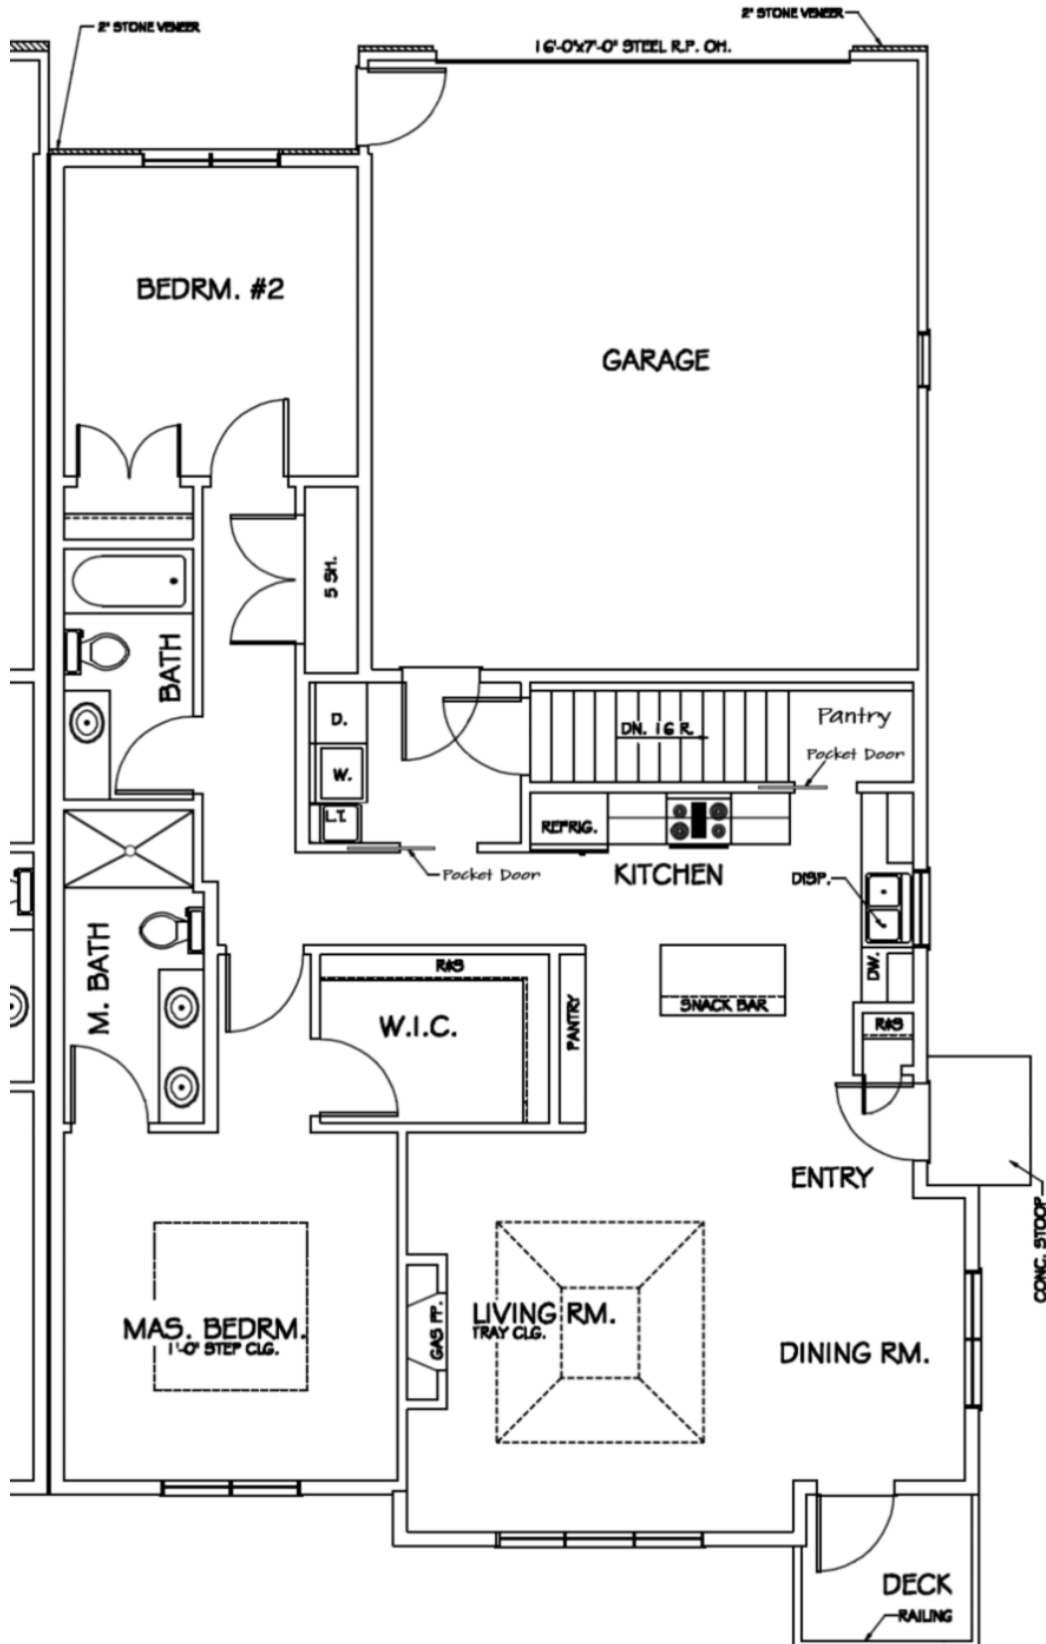 2" STONE VENEER
2" STONE VENEER
16'-0"x7'-0" STEEL R.P. OH.
BEDRM. #2
GARAGE
5 SH.
BATH
D.
W.
L.T.
DN. 16 R.
Pantry
Pocket Door
REFRIG.
KITCHEN
Pocket Door
DISP.
DW.
M. BATH
R&S
W.I.C.
PANTRY
SNACK BAR
R&S
ENTRY
CONC. STOOP
MAS. BEDRM.
1'-0" STEP CLG.
GAS FP.
LIVING RM.
TRAY CLG.
DINING RM.
DECK
RAILING